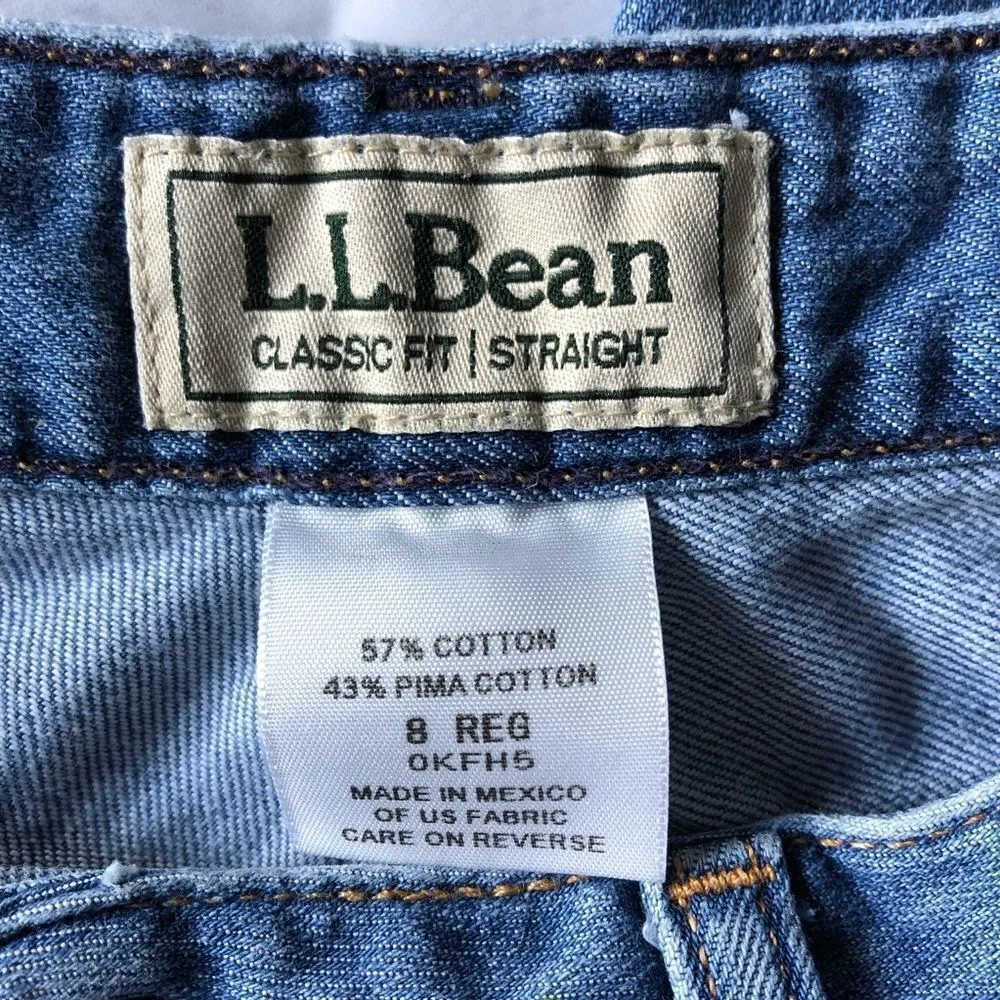 L.L.Bean
CLASSIC FIT | STRAIGHT
57% COTTON
43% PIMA COTTON
8 REG
0KFH5
MADE IN MEXICO
OF US FABRIC
CARE ON REVERSE